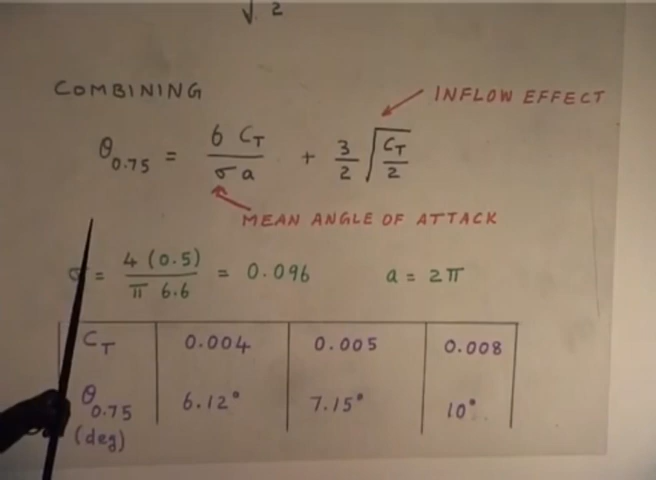 √. 2
COMBINING
INFLOW EFFECT
θ0.75 = 6 CT / σ a + 3/2 √(CT/2)
MEAN ANGLE OF ATTACK
σ = 4 (0.5) / π 6.6 = 0.096 a = 2π
CT 0.004 0.005 0.008
θ0.75 6.12° 7.15° 10°
(deg)